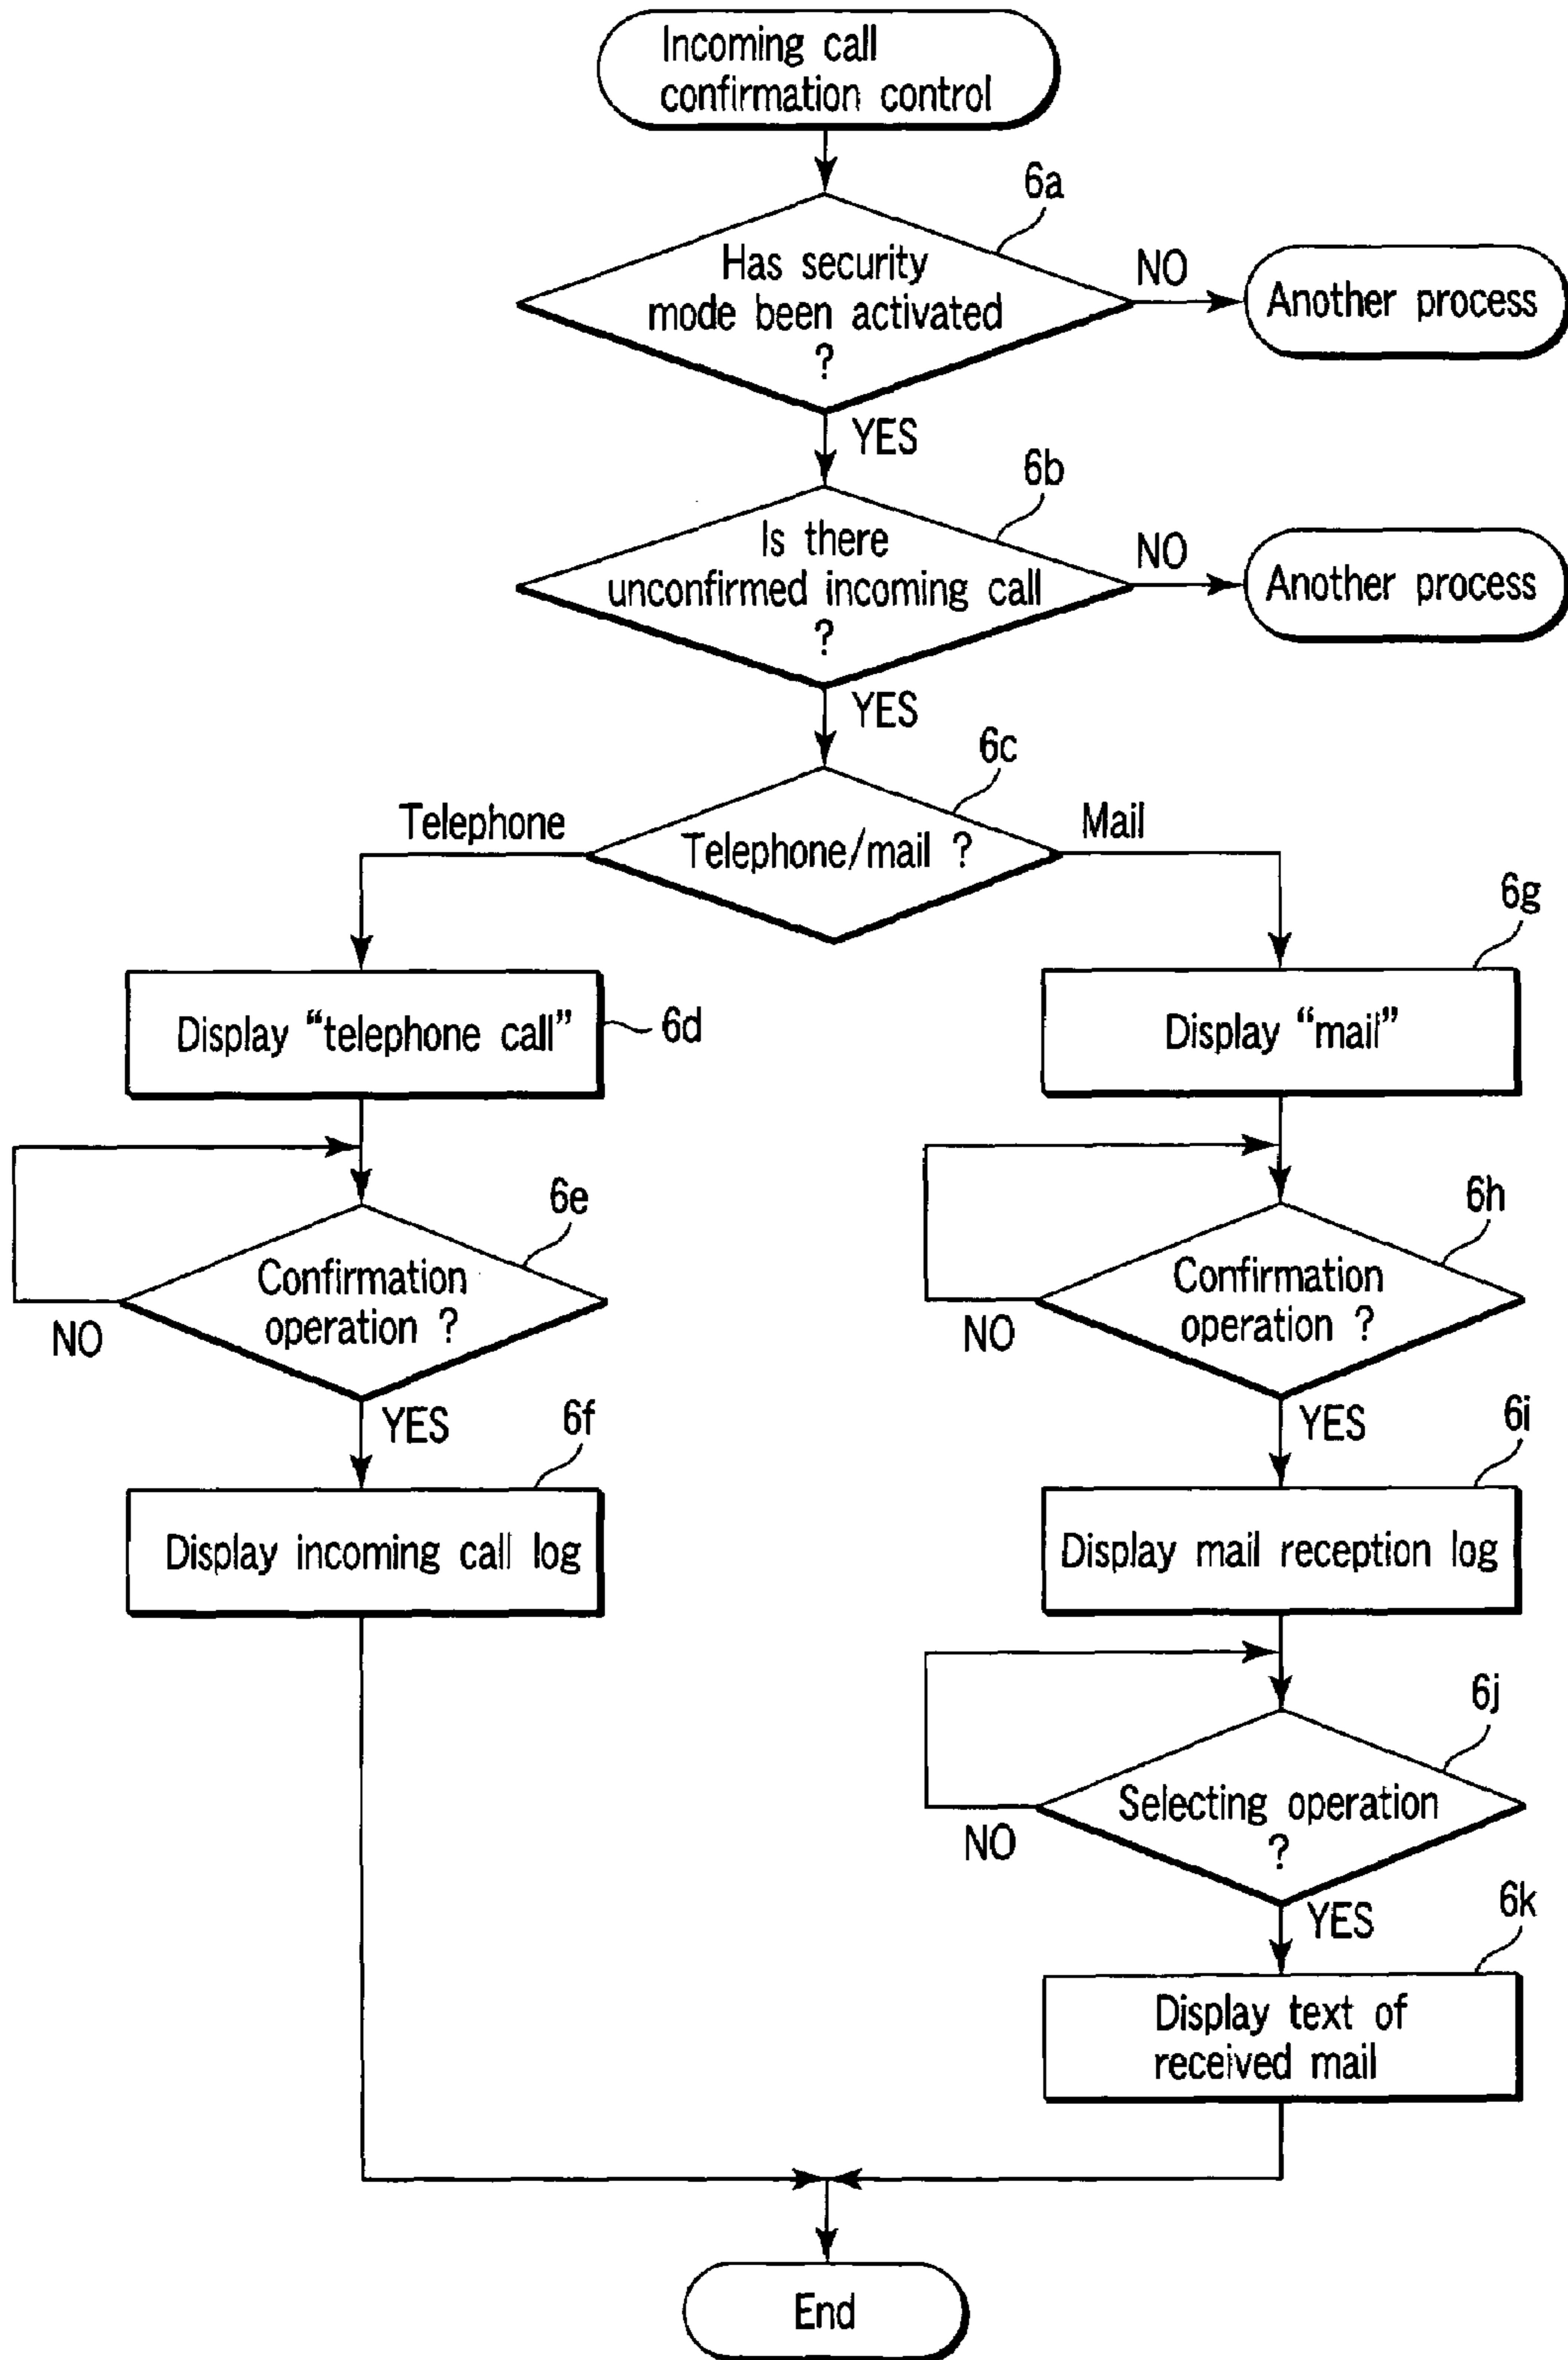 Incoming call
confirmation control
6a
Has security
mode been activated
?
NO
Another process
YES
6b
Is there
unconfirmed incoming call
?
NO
Another process
YES
6c
Telephone
Telephone/mail ?
Mail
6g
Display “telephone call”
6d
Display “mail”
6e
Confirmation
operation ?
NO
YES
6h
Confirmation
operation ?
NO
YES
6f
Display incoming call log
6i
Display mail reception log
6j
Selecting operation
?
NO
YES
6k
Display text of
received mail
End